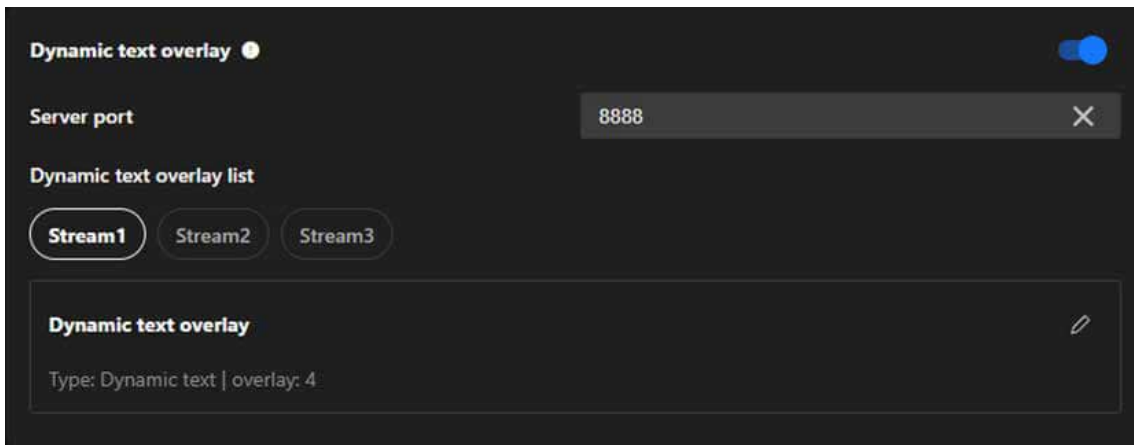 Dynamic text overlay
Server port
8888
Dynamic text overlay list
Stream1 Stream2 Stream3
Dynamic text overlay
Type: Dynamic text | overlay: 4